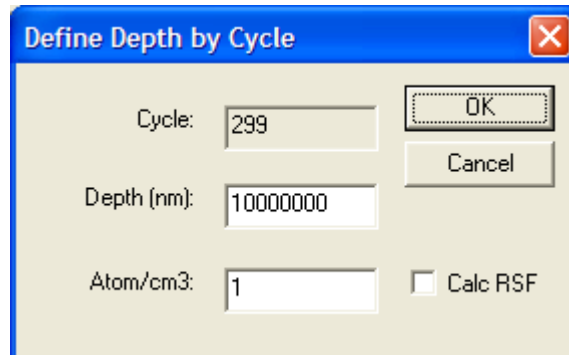 Define Depth by Cycle
Cycle: 299 OK
Cancel
Depth (nm): 10000000
Atom/cm3: 1 Calc RSF